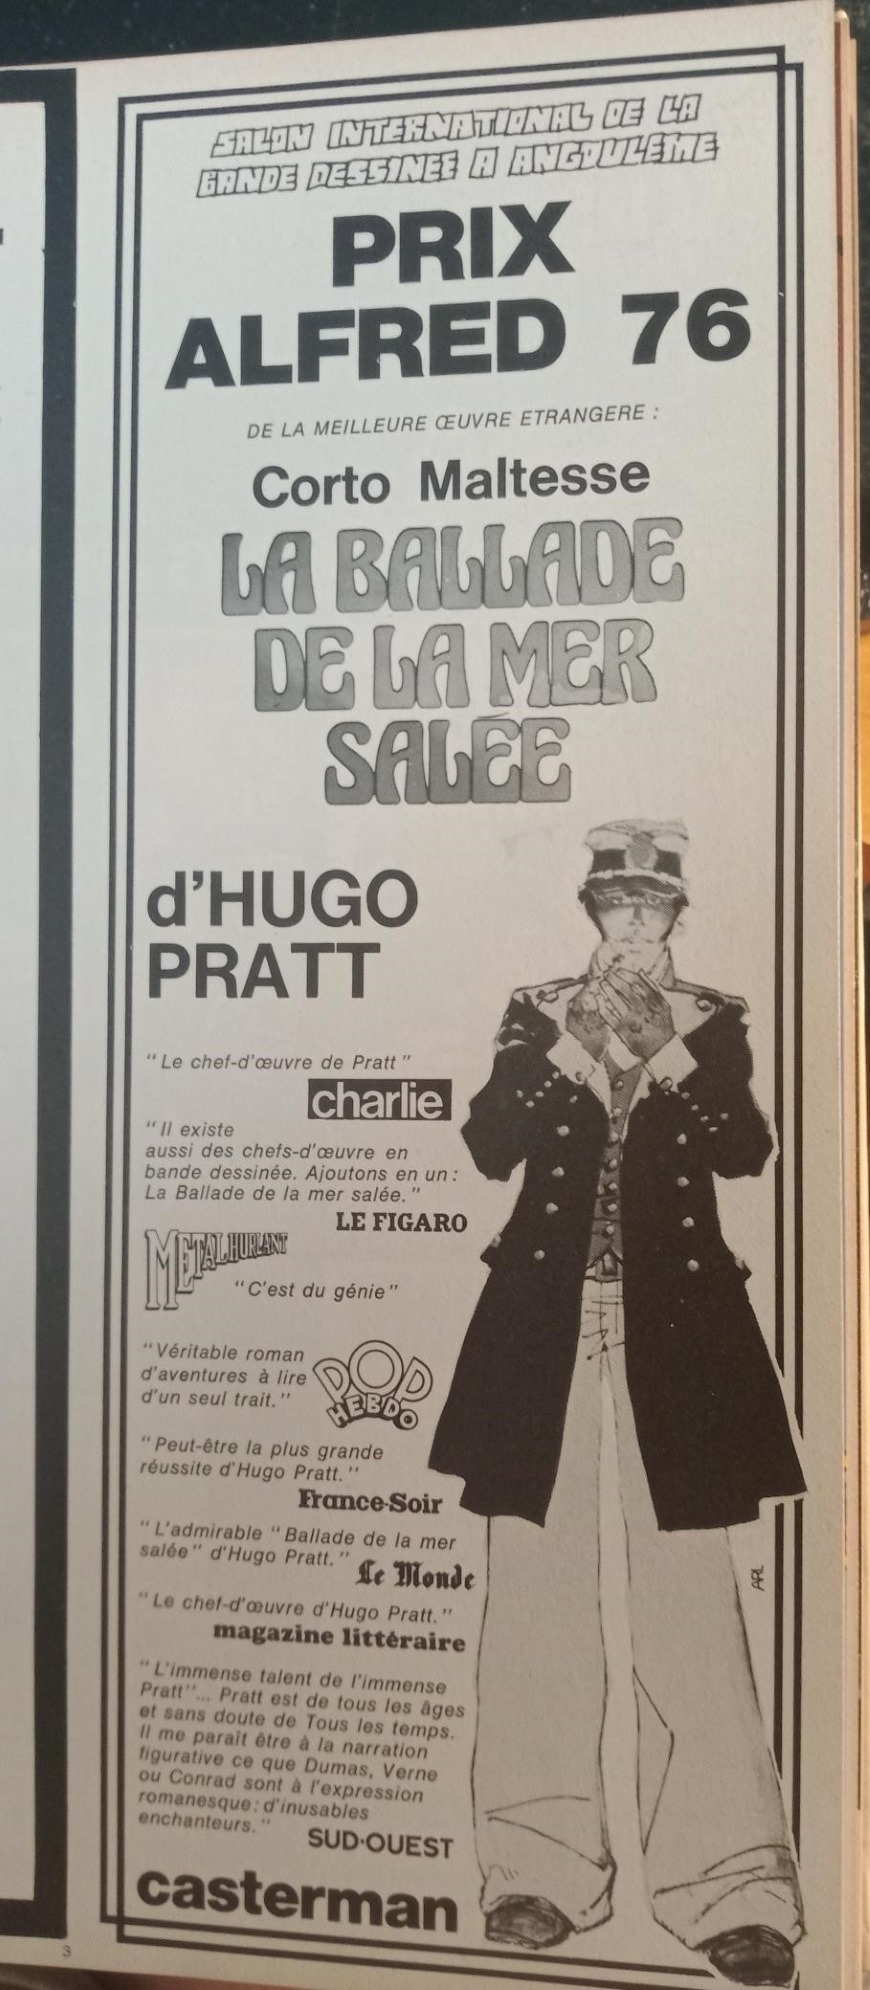 SALON INTERNATIONAL DE LA
BANDE DESSINEE A ANGOULEME
PRIX
ALFRED 76
DE LA MEILLEURE ŒUVRE ETRANGERE :
Corto Maltesse
LA BALLADE
DE LA MER
SALÉE
d'HUGO
PRATT
"Le chef-d'œuvre de Pratt"
charlie
"Il existe
aussi des chefs-d'œuvre en
bande dessinée. Ajoutons en un :
La Ballade de la mer salée."
LE FIGARO
METAL HURLANT
"C'est du génie"
"Véritable roman
d'aventures à lire
d'un seul trait."
POP
HEBDO
"Peut-être la plus grande
réussite d'Hugo Pratt."
France-Soir
"L'admirable "Ballade de la mer
salée" d'Hugo Pratt."
Le Monde
"Le chef-d'œuvre d'Hugo Pratt."
magazine littéraire
"L'immense talent de l'immense
Pratt"... Pratt est de tous les âges
et sans doute de Tous les temps.
Il me parait être à la narration
figurative ce que Dumas, Verne
ou Conrad sont à l'expression
romanesque : d'inusables
enchanteurs."
SUD-OUEST
casterman
3